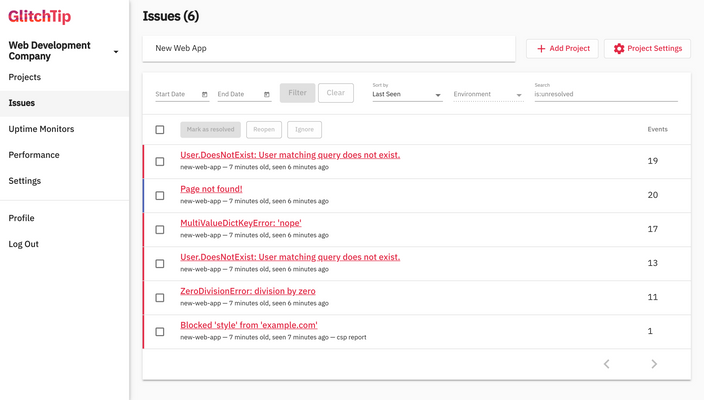 GlitchTip
Web Development
Company
Projects
Issues
Uptime Monitors
Performance
Settings
Profile
Log Out
Issues (6)
New Web App
Add Project
Project Settings
Start Date
End Date
Filter
Clear
Sort by
Last Seen
Environment
Search
is:unresolved
Mark as resolved
Reopen
Ignore
Events
User.DoesNotExist: User matching query does not exist.
new-web-app — 7 minutes old, seen 6 minutes ago
19
Page not found!
new-web-app — 7 minutes old, seen 6 minutes ago
20
MultiValueDictKeyError: 'nope'
new-web-app — 7 minutes old, seen 6 minutes ago
17
User.DoesNotExist: User matching query does not exist.
new-web-app — 7 minutes old, seen 6 minutes ago
13
ZeroDivisionError: division by zero
new-web-app — 7 minutes old, seen 6 minutes ago
11
Blocked 'style' from 'example.com'
new-web-app — 7 minutes old, seen 7 minutes ago — csp report
1